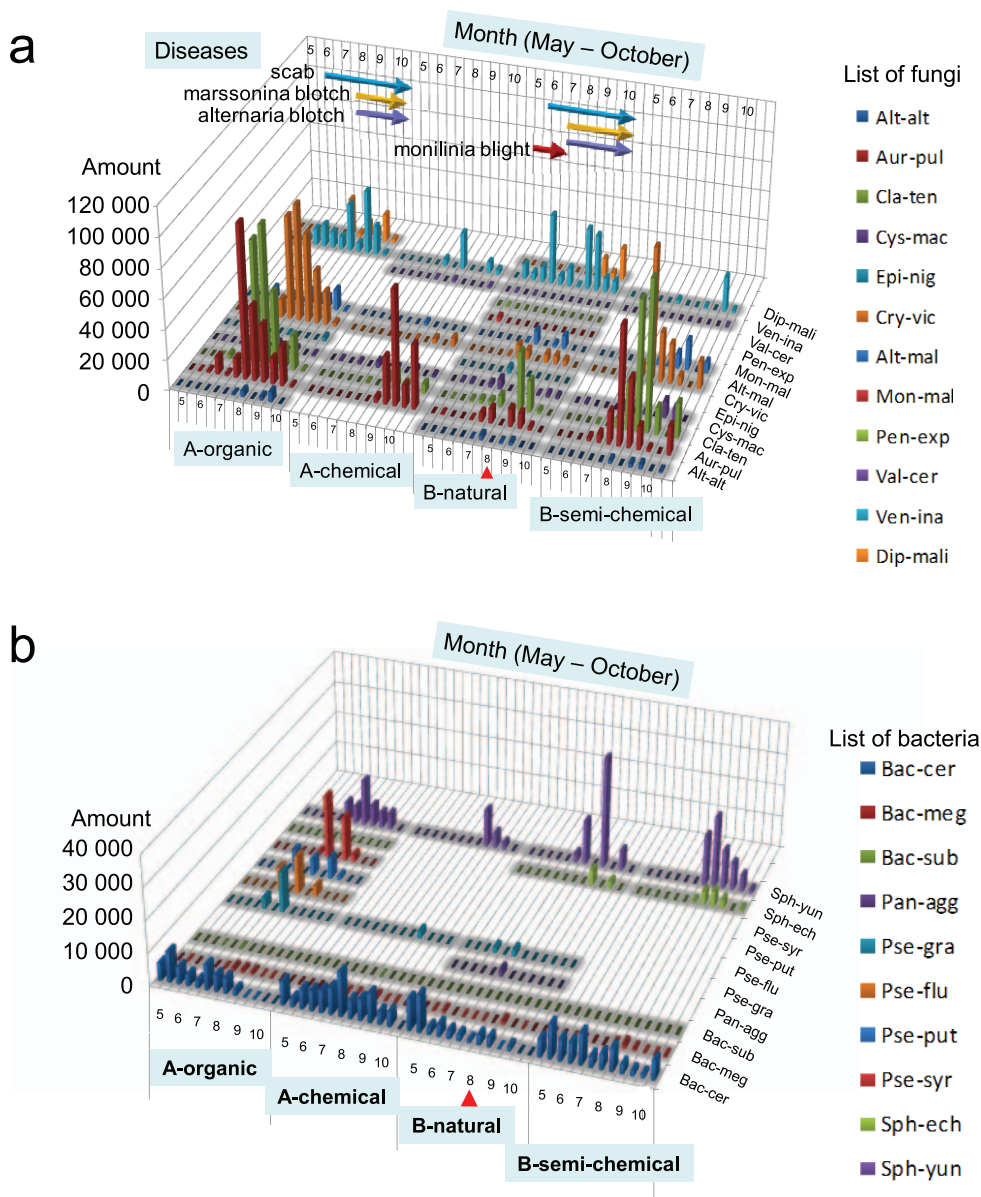 a
Diseases
Month (May – October)
5 6 7 8 9 10 5 6 7 8 9 10 5 6 7 8 9 10 5 6 7 8 9 10
scab
marssonina blotch
alternaria blotch
monilinia blight
Amount
120 000
100 000
80 000
60 000
40 000
20 000
0
5 6 7 8 9 10 5 6 7 8 9 10 5 6 7 8 9 10 5 6 7 8 9 10
A-organic
A-chemical
B-natural
B-semi-chemical
Dip-mali
Ven-ina
Val-cer
Pen-exp
Mon-mal
Alt-mal
Cry-vic
Epi-nig
Cys-mac
Cla-ten
Aur-pul
Alt-alt
List of fungi
Alt-alt
Aur-pul
Cla-ten
Cys-mac
Epi-nig
Cry-vic
Alt-mal
Mon-mal
Pen-exp
Val-cer
Ven-ina
Dip-mali
b
Month (May – October)
Amount
40 000
30 000
20 000
10 000
0
5 6 7 8 9 10 5 6 7 8 9 10 5 6 7 8 9 10 5 6 7 8 9 10
A-organic
A-chemical
B-natural
B-semi-chemical
Sph-yun
Sph-ech
Pse-syr
Pse-put
Pse-flu
Pse-gra
Pan-agg
Bac-sub
Bac-meg
Bac-cer
List of bacteria
Bac-cer
Bac-meg
Bac-sub
Pan-agg
Pse-gra
Pse-flu
Pse-put
Pse-syr
Sph-ech
Sph-yun